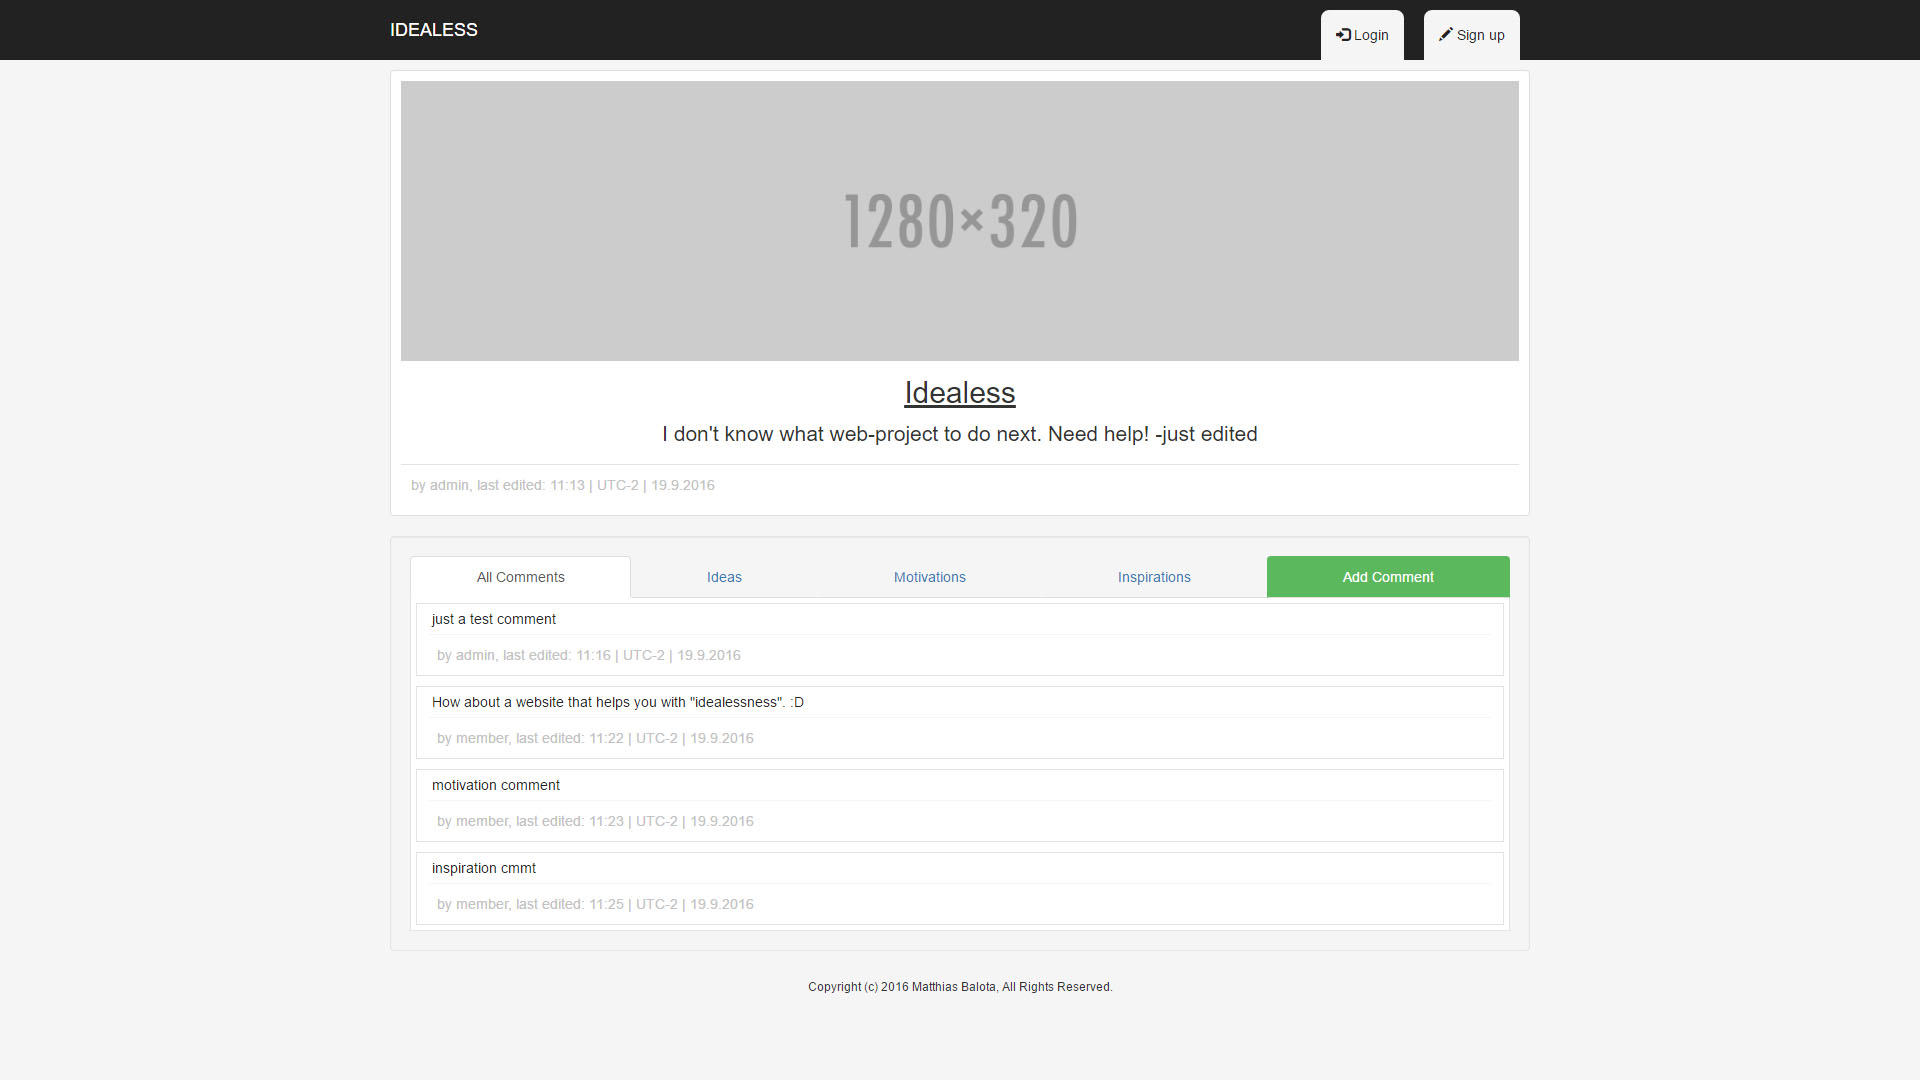 IDEALESS
Login
Sign up
1280×320
Idealess
I don't know what web-project to do next. Need help! -just edited
by admin, last edited: 11:13 | UTC-2 | 19.9.2016
All Comments
Ideas
Motivations
Inspirations
Add Comment
just a test comment
by admin, last edited: 11:16 | UTC-2 | 19.9.2016
How about a website that helps you with "idealessness". :D
by member, last edited: 11:22 | UTC-2 | 19.9.2016
motivation comment
by member, last edited: 11:23 | UTC-2 | 19.9.2016
inspiration cmmt
by member, last edited: 11:25 | UTC-2 | 19.9.2016
Copyright (c) 2016 Matthias Balota, All Rights Reserved.